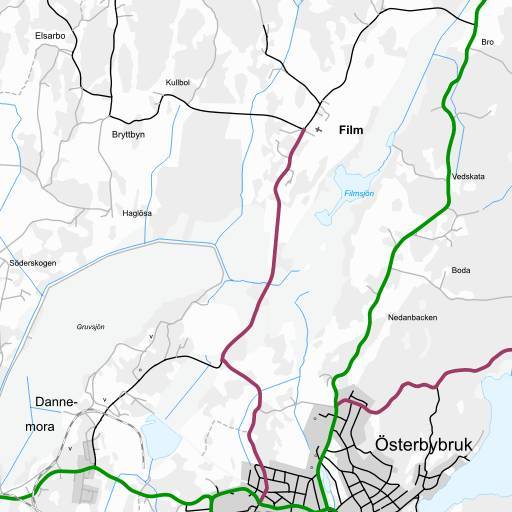 Elsarbo
Bro
Kullbol
Bryttbyn
Film
Vedskata
Filmsjön
Haglösa
Söderskogen
Boda
Gruvsjön
Nedanbacken
Danne-
mora
Österbybruk